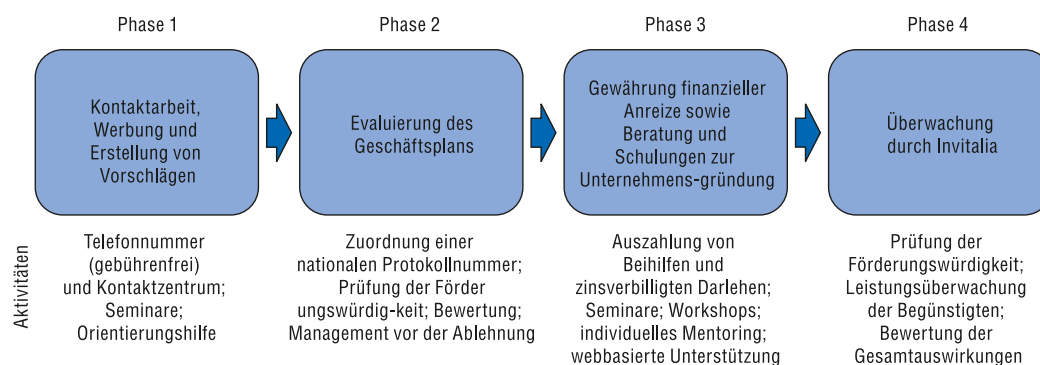 Phase 1
Kontaktarbeit,
Werbung und
Erstellung von
Vorschlägen
Phase 2
Evaluierung des
Geschäftsplans
Phase 3
Gewährung finanzieller
Anreize sowie
Beratung und
Schulungen zur
Unternehmens-gründung
Phase 4
Überwachung
durch Invitalia
Aktivitäten
Telefonnummer
(gebührenfrei)
und Kontaktzentrum;
Seminare;
Orientierungshilfe
Zuordnung einer
nationalen Protokollnummer;
Prüfung der Förder
ungswürdig-keit; Bewertung;
Management vor der Ablehnung
Auszahlung von
Beihilfen und
zinsverbilligten Darlehen;
Seminare; Workshops;
individuelles Mentoring;
webbasierte Unterstützung
Prüfung der
Förderungswürdigkeit;
Leistungsüberwachung
der Begünstigten;
Bewertung der
Gesamtauswirkungen